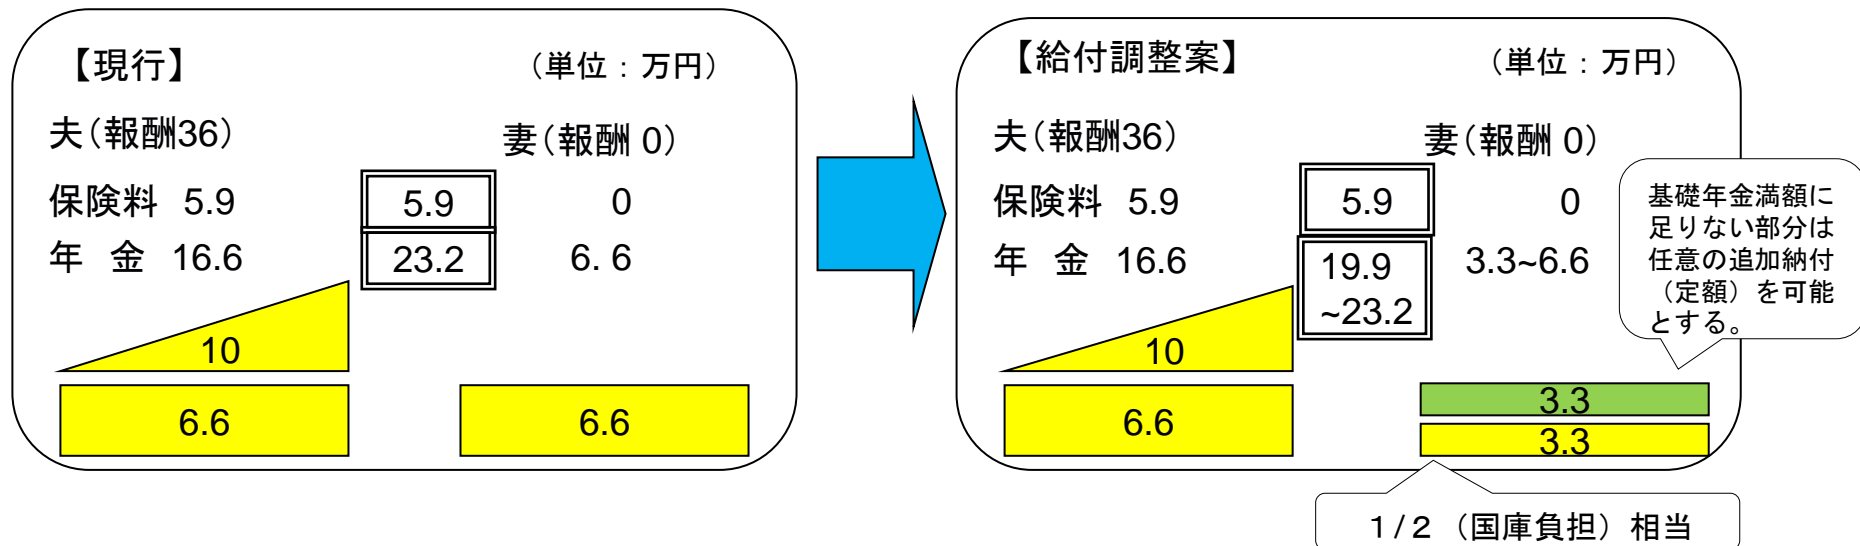 【現行】
（単位：万円）
夫（報酬36）
妻（報酬 0）
保険料 5.9
5.9
0
年 金 16.6
23.2
6. 6
10
6.6
6.6
【給付調整案】
（単位：万円）
夫（報酬36）
妻（報酬 0）
保険料 5.9
5.9
0
年 金 16.6
19.9
~23.2
3.3~6.6
10
6.6
3.3
3.3
基礎年金満額に
足りない部分は
任意の追加納付
（定額）を可能
とする。
１/２（国庫負担）相当